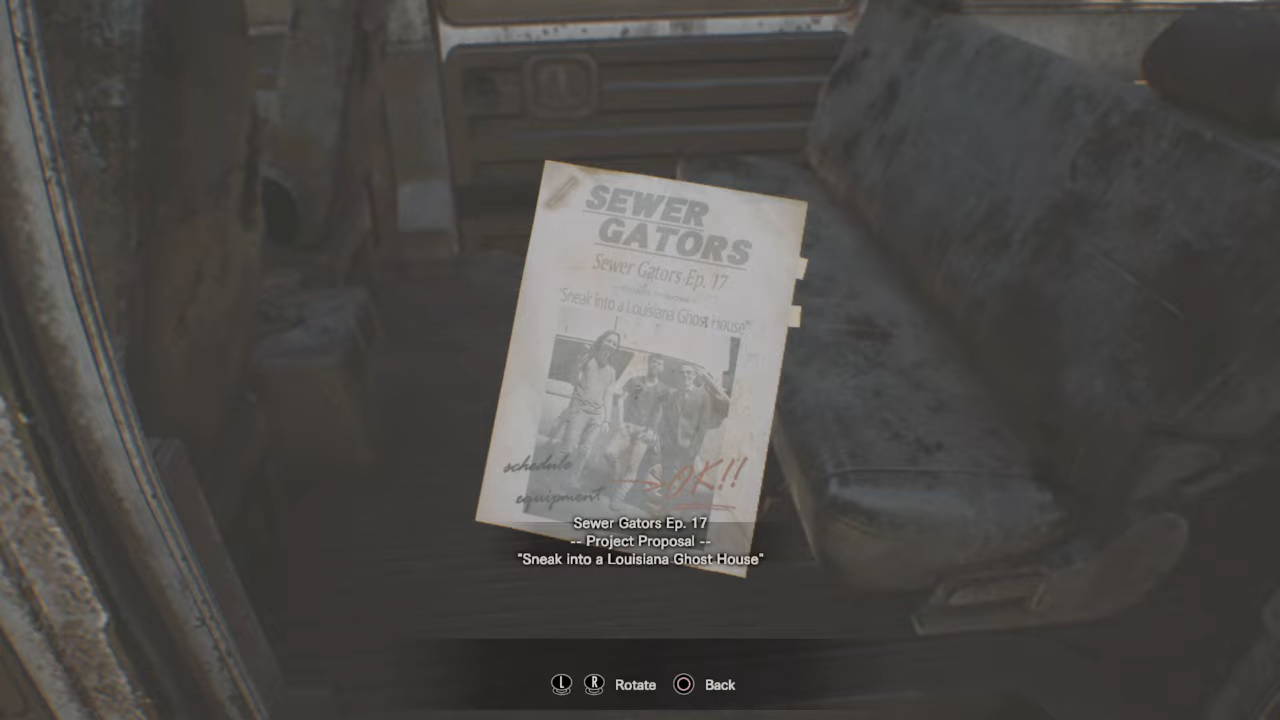 SEWER
GATORS
Sewer Gators Ep. 17
"Sneak into a Louisiana Ghost House"
schedule
equipment
OK!!
Sewer Gators Ep. 17
-- Project Proposal --
"Sneak into a Louisiana Ghost House"
L R Rotate Back